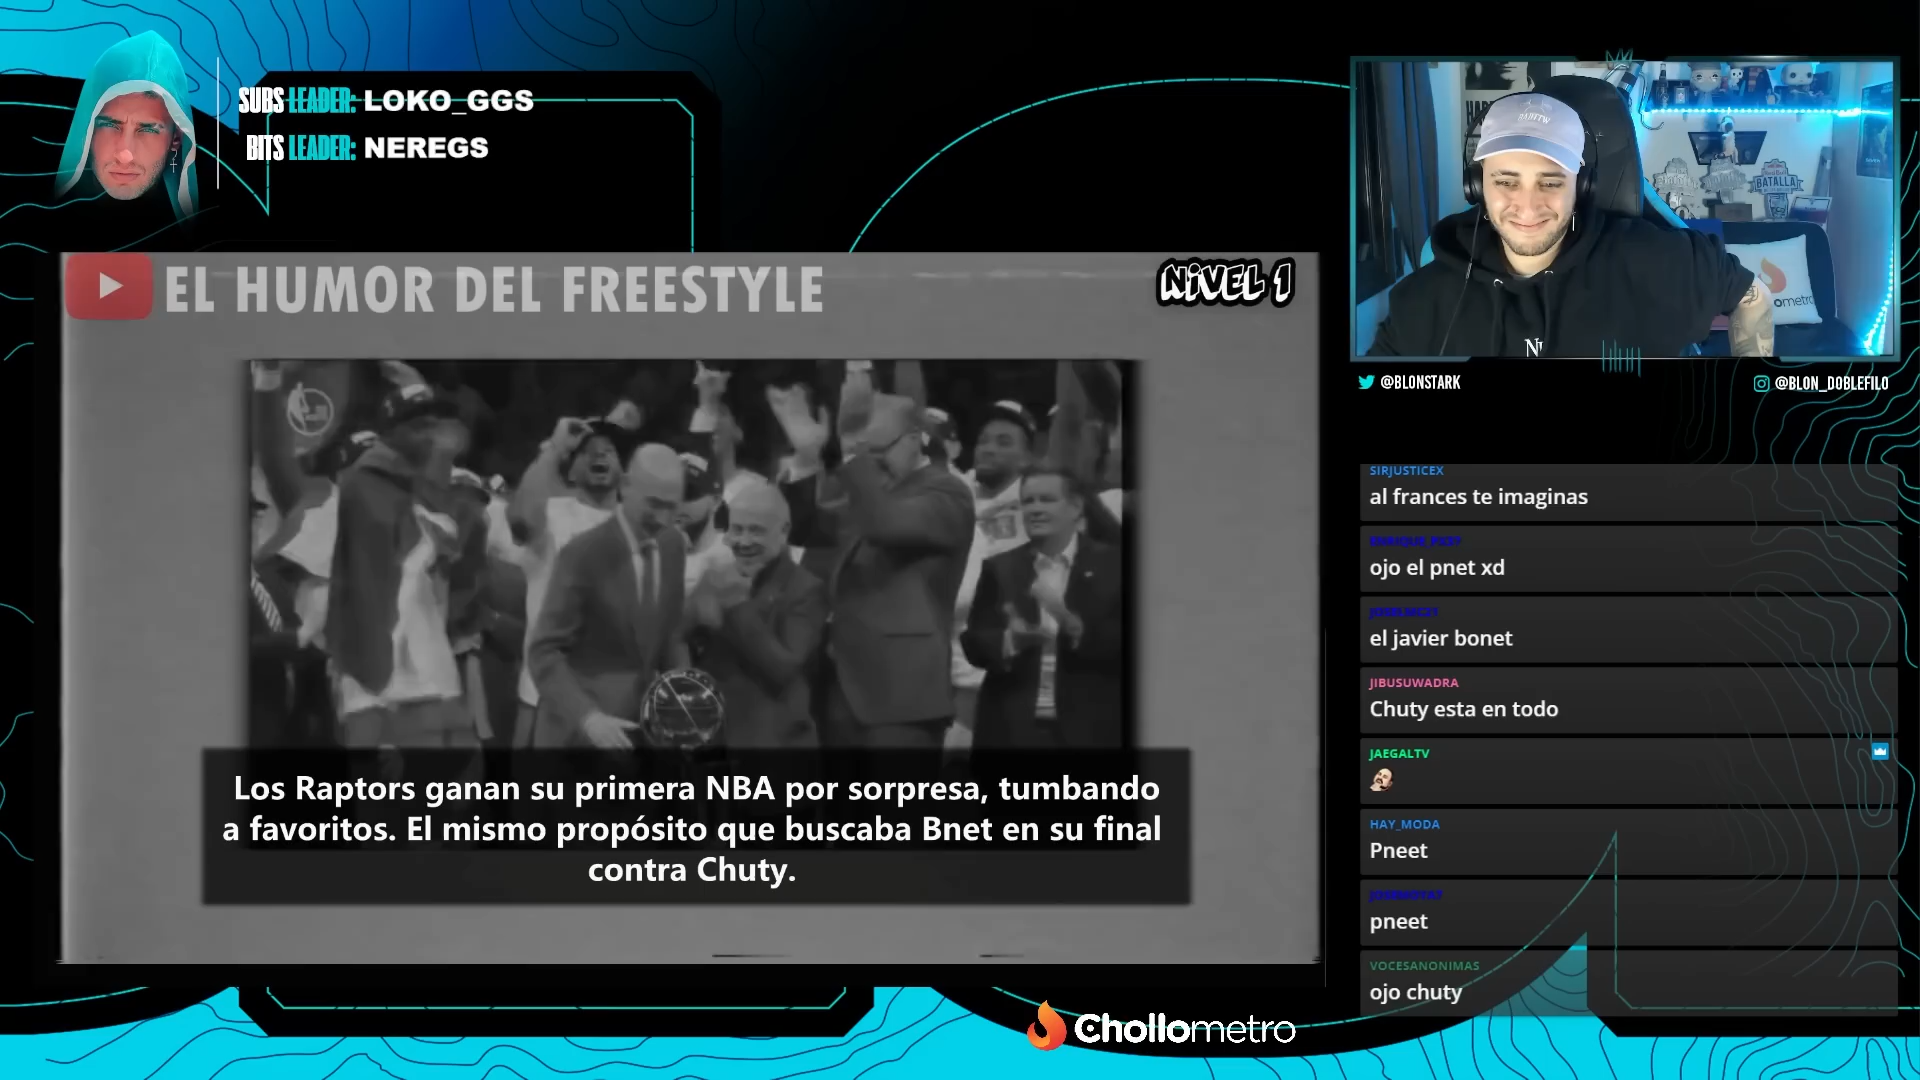 SUBS LEADER: LOKO_GGS
BITS LEADER: NEREGS
EL HUMOR DEL FREESTYLE
NIVEL 1
Los Raptors ganan su primera NBA por sorpresa, tumbando
a favoritos. El mismo propósito que buscaba Bnet en su final
contra Chuty.
BATALLA
@BLONSTARK
@BLON_DOBLEFILO
SIRJUSTICEX
al frances te imaginas
ojo el pnet xd
el javier bonet
JIBUSUWADRA
Chuty esta en todo
JAEGALTV
HAY_MODA
Pneet
pneet
VOCESANONIMAS
ojo chuty
Chollometro